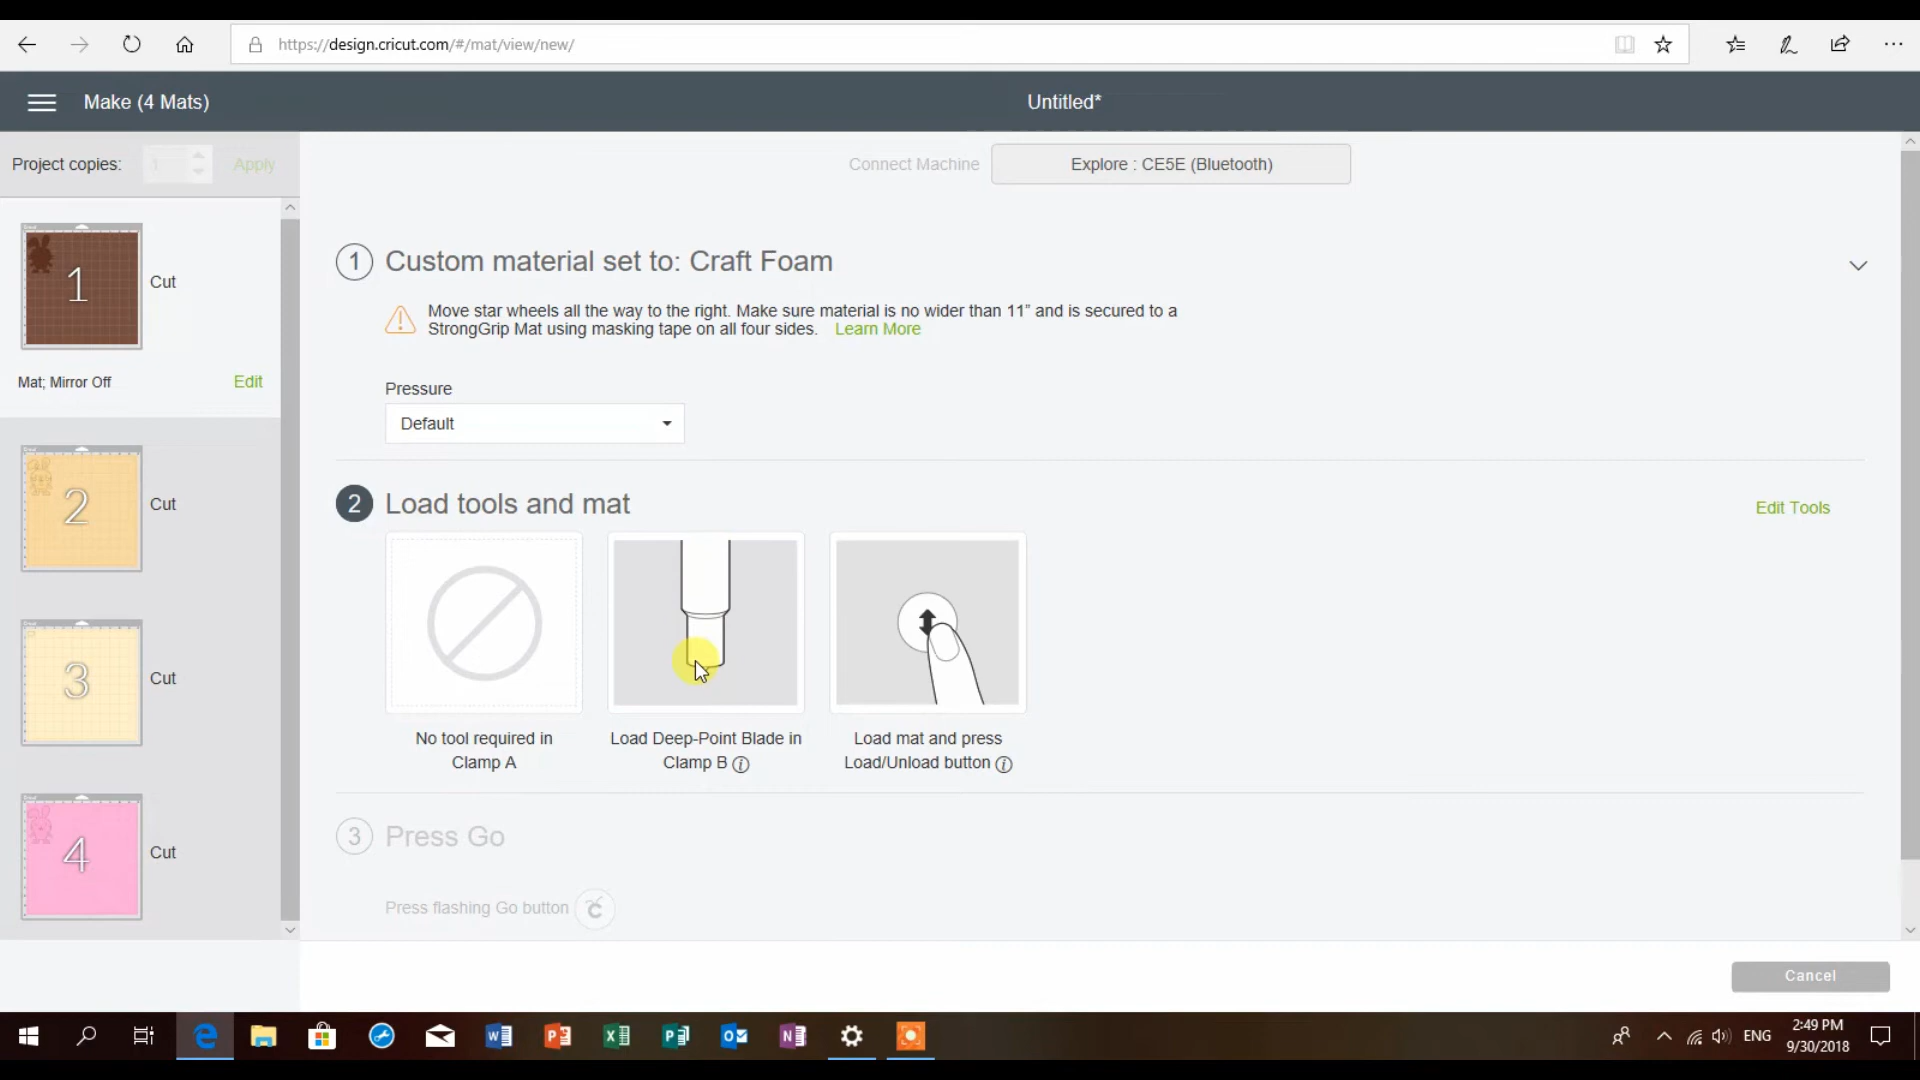 https://design.cricut.com/#/mat/view/new/
Make (4 Mats)
Untitled*
Project copies:
1
Apply
Connect Machine
Explore : CE5E (Bluetooth)
1
Cut
Mat; Mirror Off
Edit
2
Cut
3
Cut
4
Cut
1
Custom material set to: Craft Foam
Move star wheels all the way to the right. Make sure material is no wider than 11” and is secured to a
StrongGrip Mat using masking tape on all four sides. Learn More
Pressure
Default
2
Load tools and mat
Edit Tools
No tool required in
Clamp A
Load Deep-Point Blade in
Clamp B
Load mat and press
Load/Unload button
3
Press Go
Press flashing Go button
Cancel
ENG
2:49 PM
9/30/2018